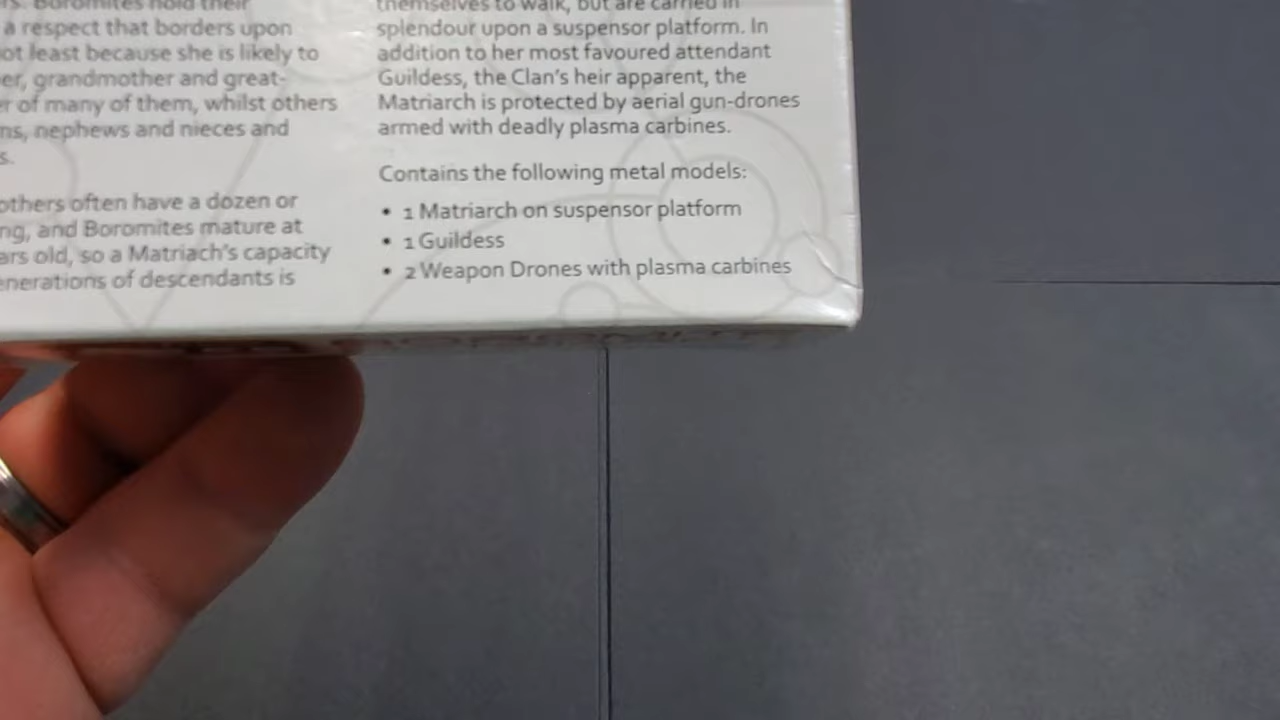 Boromites hold their
a respect that borders upon
ot least because she is likely to
er, grandmother and great-
r of many of them, whilst others
ns, nephews and nieces and
s.
others often have a dozen or
ng, and Boromites mature at
ars old, so a Matriach's capacity
enerations of descendants is
themselves to walk, but are carried in
splendour upon a suspensor platform. In
addition to her most favoured attendant
Guildess, the Clan's heir apparent, the
Matriarch is protected by aerial gun-drones
armed with deadly plasma carbines.
Contains the following metal models:
• 1 Matriarch on suspensor platform
• 1 Guildess
• 2 Weapon Drones with plasma carbines